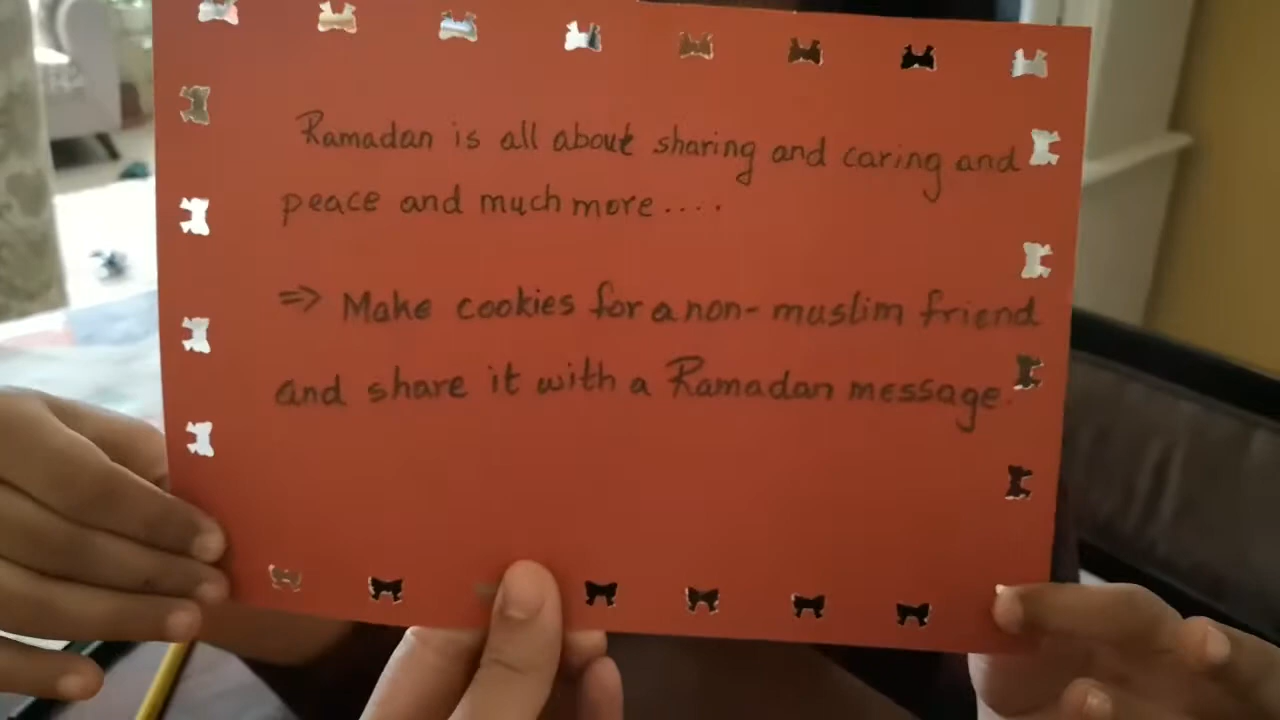 Ramadan is all about sharing and caring and
peace and much more....
=> Make cookies for a non-muslim friend
and share it with a Ramadan message.